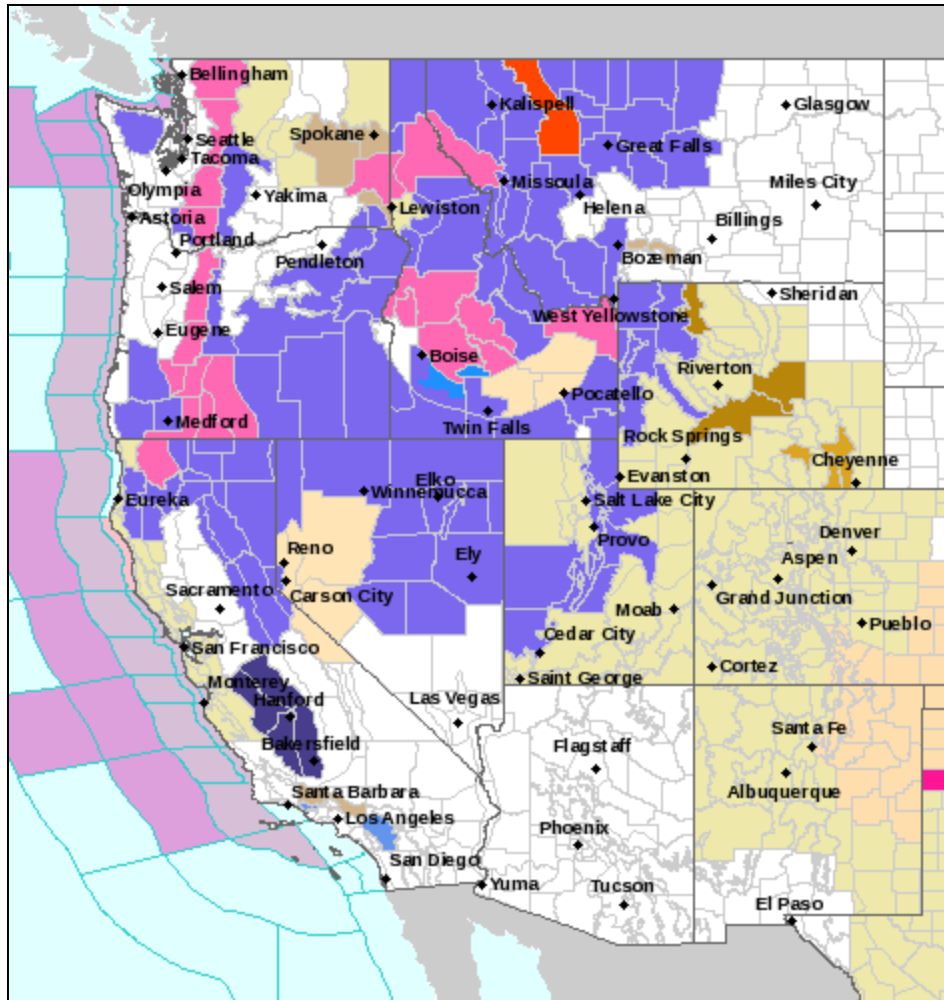 Bellingham
Kalispell
Glasgow
Spokane
Seattle
Great Falls
Tacoma
Olympia
Yakima
Missoula
Miles City
Helena
Lewiston
Astoria
Billings
Portland
Pendleton
Bozeman
Salem
Sheridan
Eugene
West Yellowstone
Boise
Riverton
Pocatello
Medford
Twin Falls
Rock Springs
Cheyenne
Evanston
Elko
Winnemucca
Eureka
Salt Lake City
Denver
Provo
Reno
Ely
Aspen
Sacramento
Carson City
Grand Junction
Moab
Pueblo
Cedar City
San Francisco
Cortez
Saint George
Monterey
Hanford
Las Vegas
Santa Fe
Bakersfield
Flagstaff
Albuquerque
Santa Barbara
Los Angeles
Phoenix
San Diego
Yuma
Tucson
El Paso